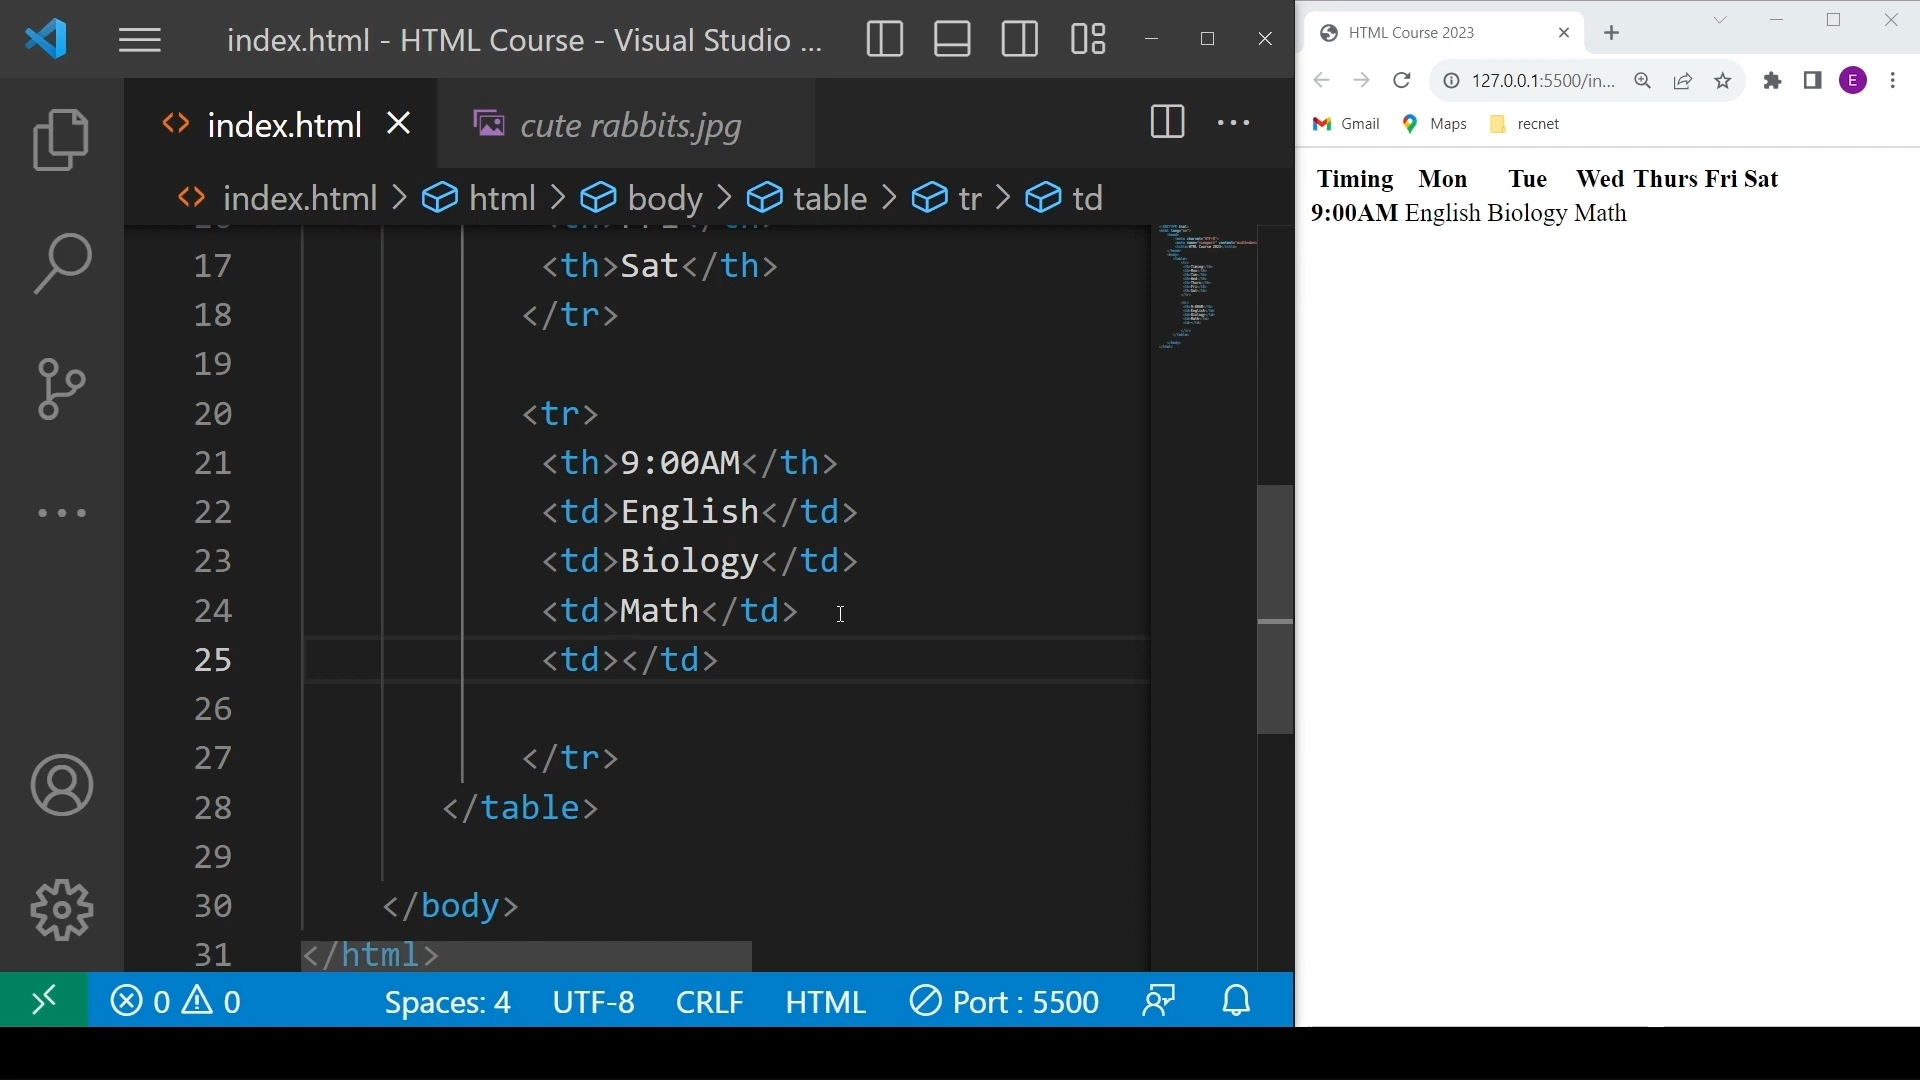 index.html - HTML Course - Visual Studio ...
index.html
cute rabbits.jpg
index.html > html > body > table > tr > td
17 <th>Sat</th>
18 </tr>
19
20 <tr>
21 <th>9:00AM</th>
22 <td>English</td>
23 <td>Biology</td>
24 <td>Math</td>
25 <td></td>
26
27 </tr>
28 </table>
29
30 </body>
31 </html>
0 0 Spaces: 4 UTF-8 CRLF HTML Port : 5500
HTML Course 2023
127.0.0.1:5500/in...
E
Gmail Maps recnet
Timing Mon Tue Wed Thurs Fri Sat
9:00AM English Biology Math